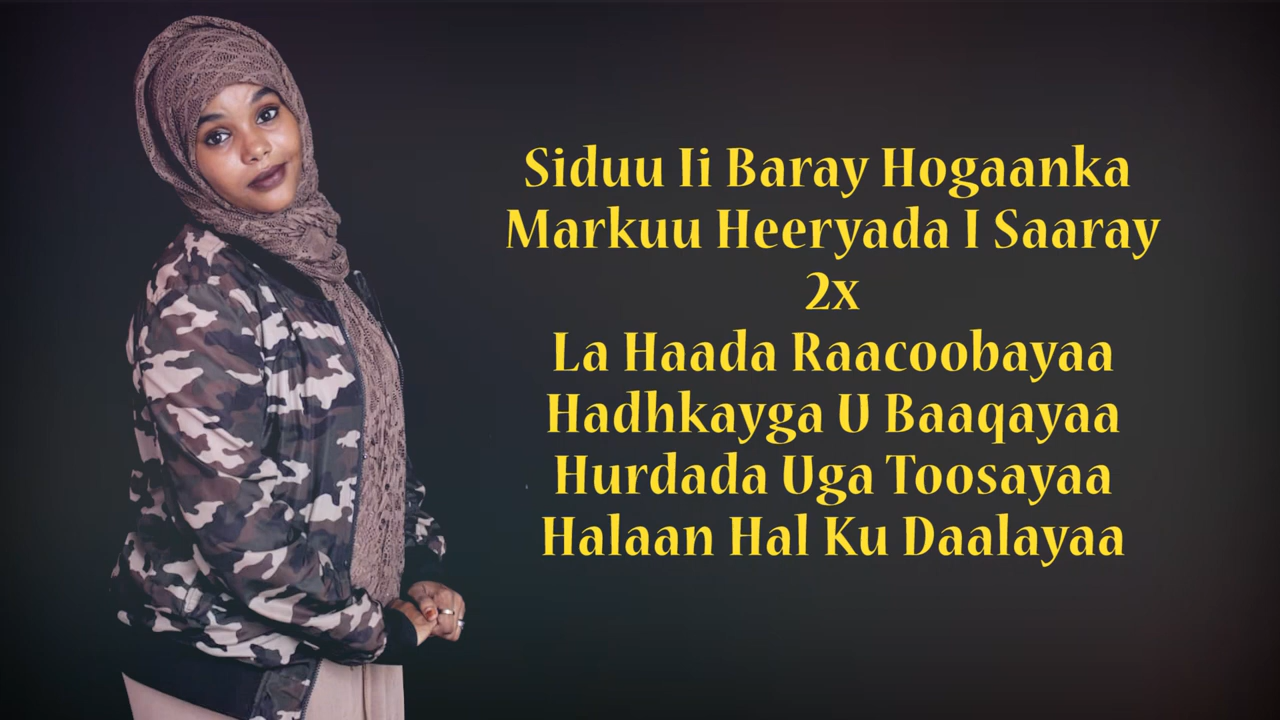 Siduu Ii Baray Hogaanka
Markuu Heeryada I Saaray
2x
La Haada Raacoobayaa
Hadhkayga U Baaqayaa
Hurdada Uga Toosayaa
Halaan Hal Ku Daalayaa